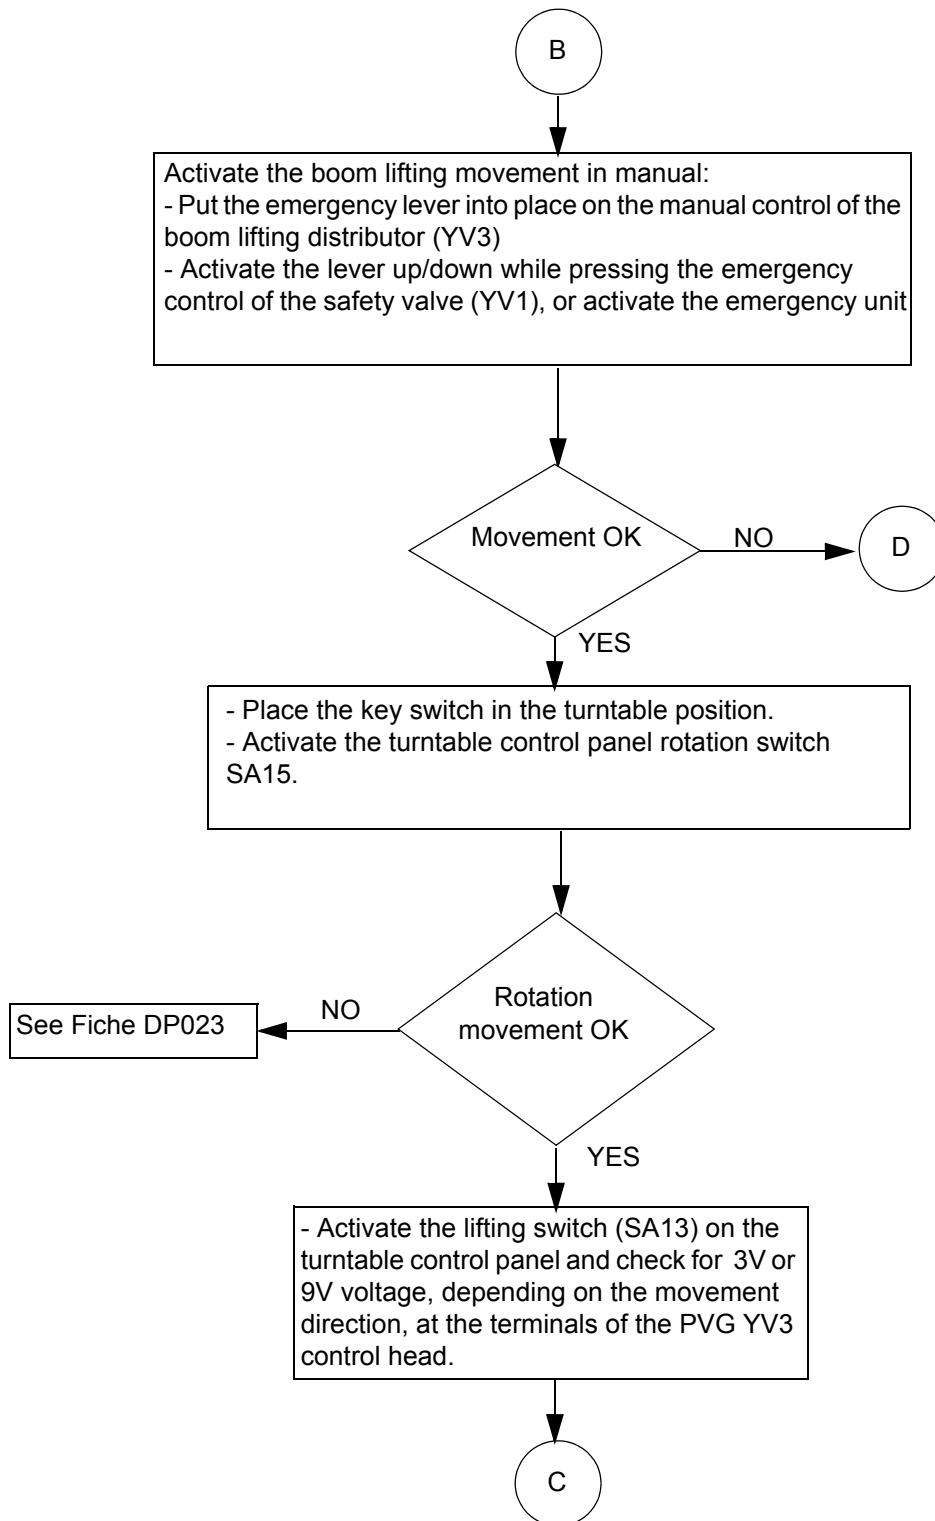 B
Activate the boom lifting movement in manual:
- Put the emergency lever into place on the manual control of the
boom lifting distributor (YV3)
- Activate the lever up/down while pressing the emergency
control of the safety valve (YV1), or activate the emergency unit
Movement OK
NO
D
YES
- Place the key switch in the turntable position.
- Activate the turntable control panel rotation switch
SA15.
Rotation
movement OK
NO
See Fiche DP023
YES
- Activate the lifting switch (SA13) on the
turntable control panel and check for  3V or
9V voltage, depending on the movement
direction, at the terminals of the PVG YV3
control head.
C